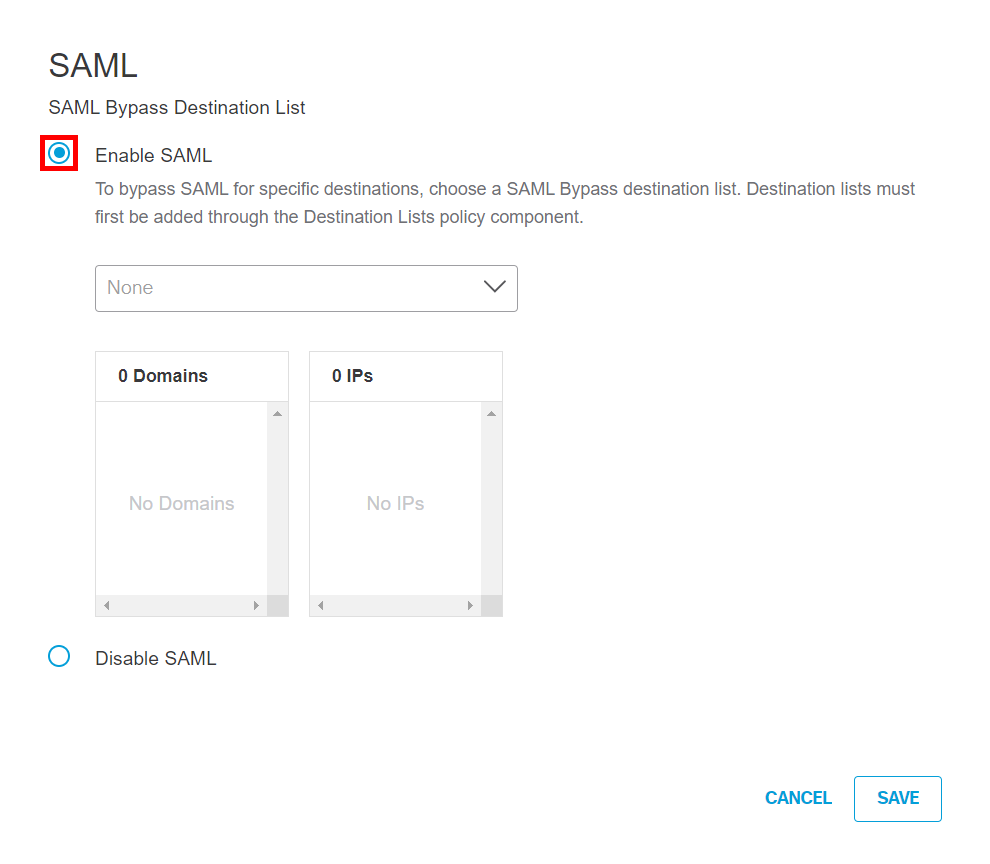 SAML
SAML Bypass Destination List
Enable SAML
To bypass SAML for specific destinations, choose a SAML Bypass destination list. Destination lists must
first be added through the Destination Lists policy component.
None
0 Domains
0 IPs
No Domains
No IPs
Disable SAML
CANCEL
SAVE